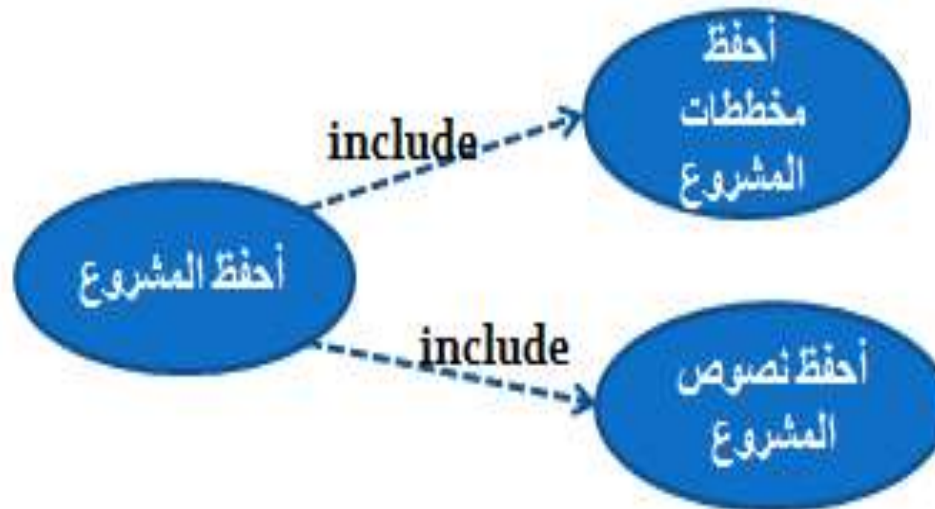 أحفظ
مخططات
المشروع
include
أحفظ المشروع
include
أحفظ نصوص
المشروع